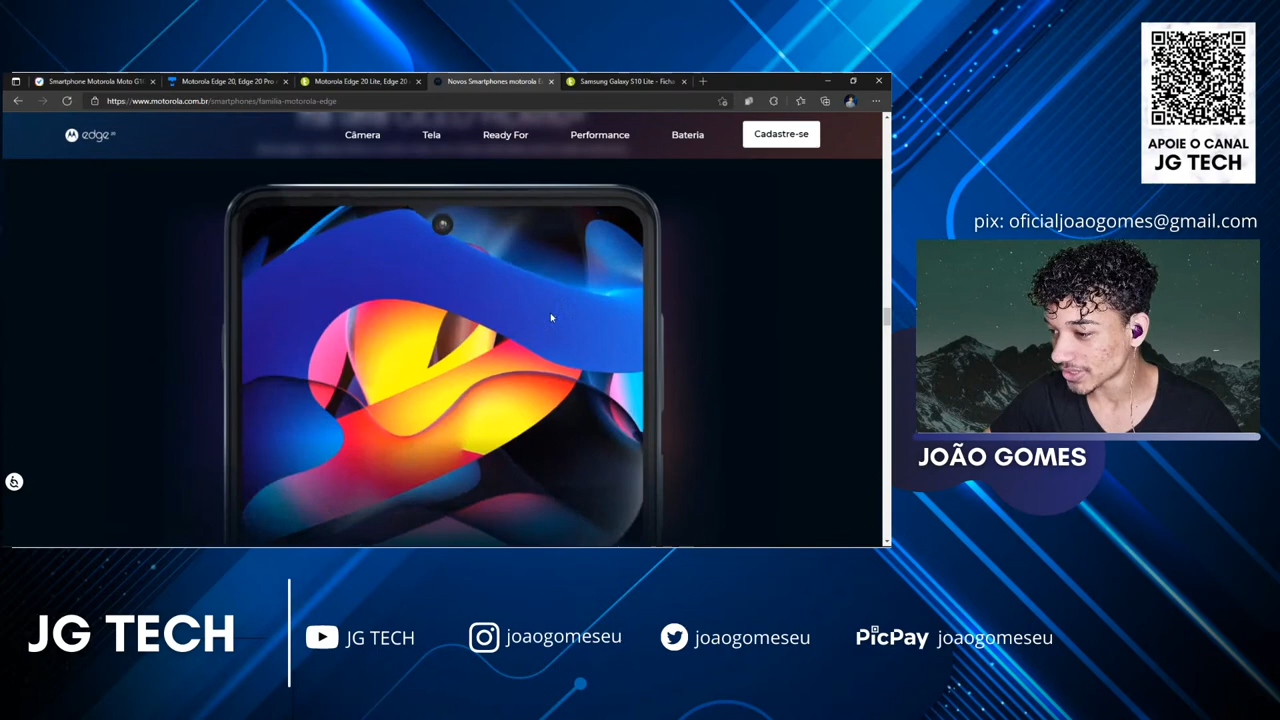 Smartphone Motorola Moto G
Motorola Edge 20, Edge 20 Pro
Motorola Edge 20 Lite, Edge 20
Novos Smartphones motorola E
Samsung Galaxy S10 Lite - Ficha
https://www.motorola.com.br/smartphones/familia-motorola-edge
edge 20
Câmera
Tela
Ready For
Performance
Bateria
Cadastre-se
APOIE O CANAL
JG TECH
pix: oficialjoaogomes@gmail.com
JOÃO GOMES
JG TECH
JG TECH
joaogomeseu
joaogomeseu
PicPay joaogomeseu